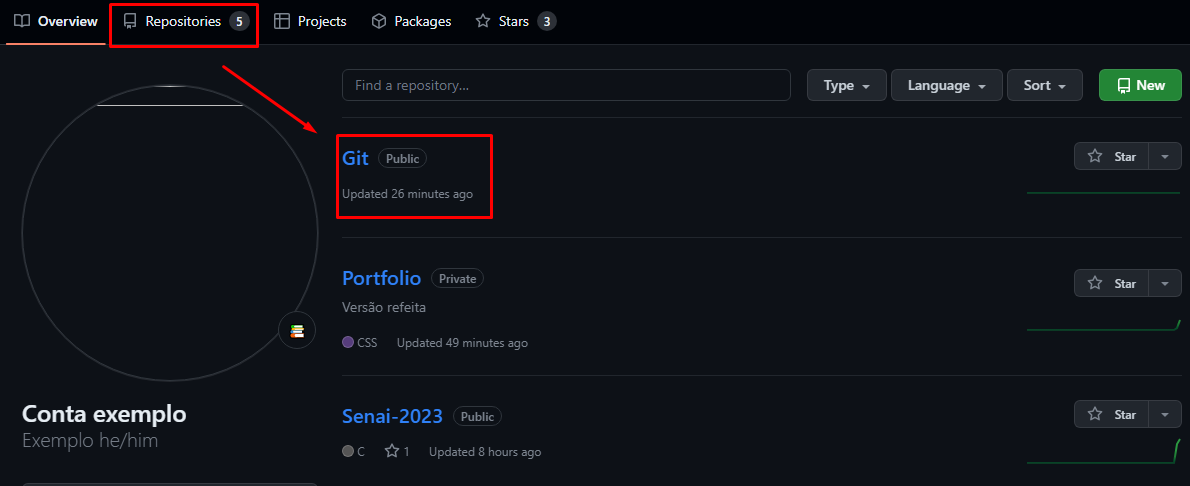 Overview Repositories 5 Projects Packages Stars 3
Find a repository... Type Language Sort New
Git Public Star
Updated 26 minutes ago
Portfolio Private Star
Versão refeita
CSS Updated 49 minutes ago
Senai-2023 Public Star
C 1 Updated 8 hours ago
Conta exemplo
Exemplo he/him